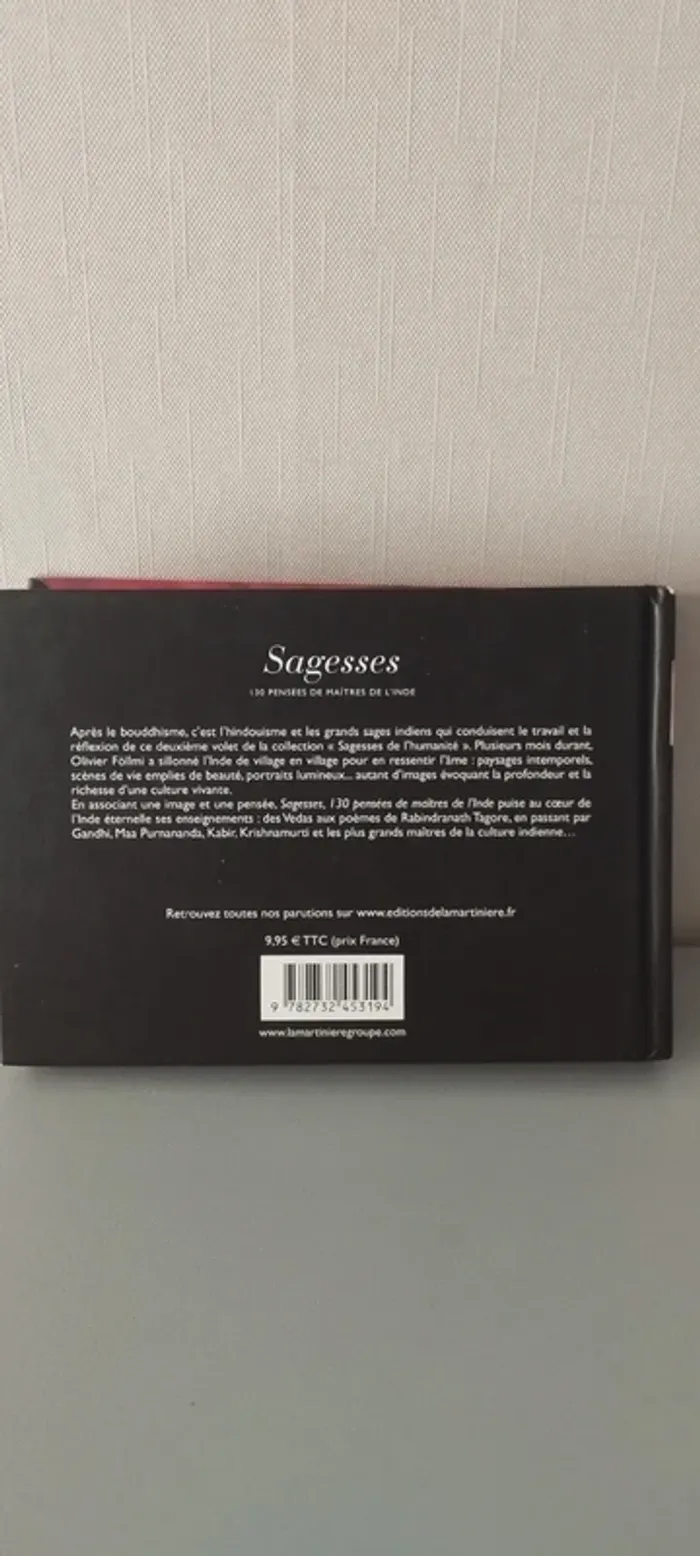 Sagesses
130 PENSÉES DE MAÎTRES DE L'INDE
Après le bouddhisme, c'est l'hindouisme et les grands sages indiens qui conduisent le travail et la
réflexion de ce deuxième volet de la collection « Sagesses de l'humanité ». Plusieurs mois durant,
Olivier Föllmi a sillonné l'Inde de village en village pour en ressentir l'âme : paysages intemporels,
scènes de vie emplies de beauté, portraits lumineux... autant d'images évoquant la profondeur et la
richesse d'une culture vivante.
En associant une image et une pensée, Sagesses, 130 pensées de maîtres de l'Inde puise au cœur de
l'Inde éternelle ses enseignements : des Vedas aux poèmes de Rabindranath Tagore, en passant par
Gandhi, Maa Purnananda, Kabir, Krishnamurti et les plus grands maîtres de la culture indienne…
Retrouvez toutes nos parutions sur www.editionsdelamartiniere.fr
9,95 € TTC (prix France)
9 782732 453194
www.lamartinieregroupe.com